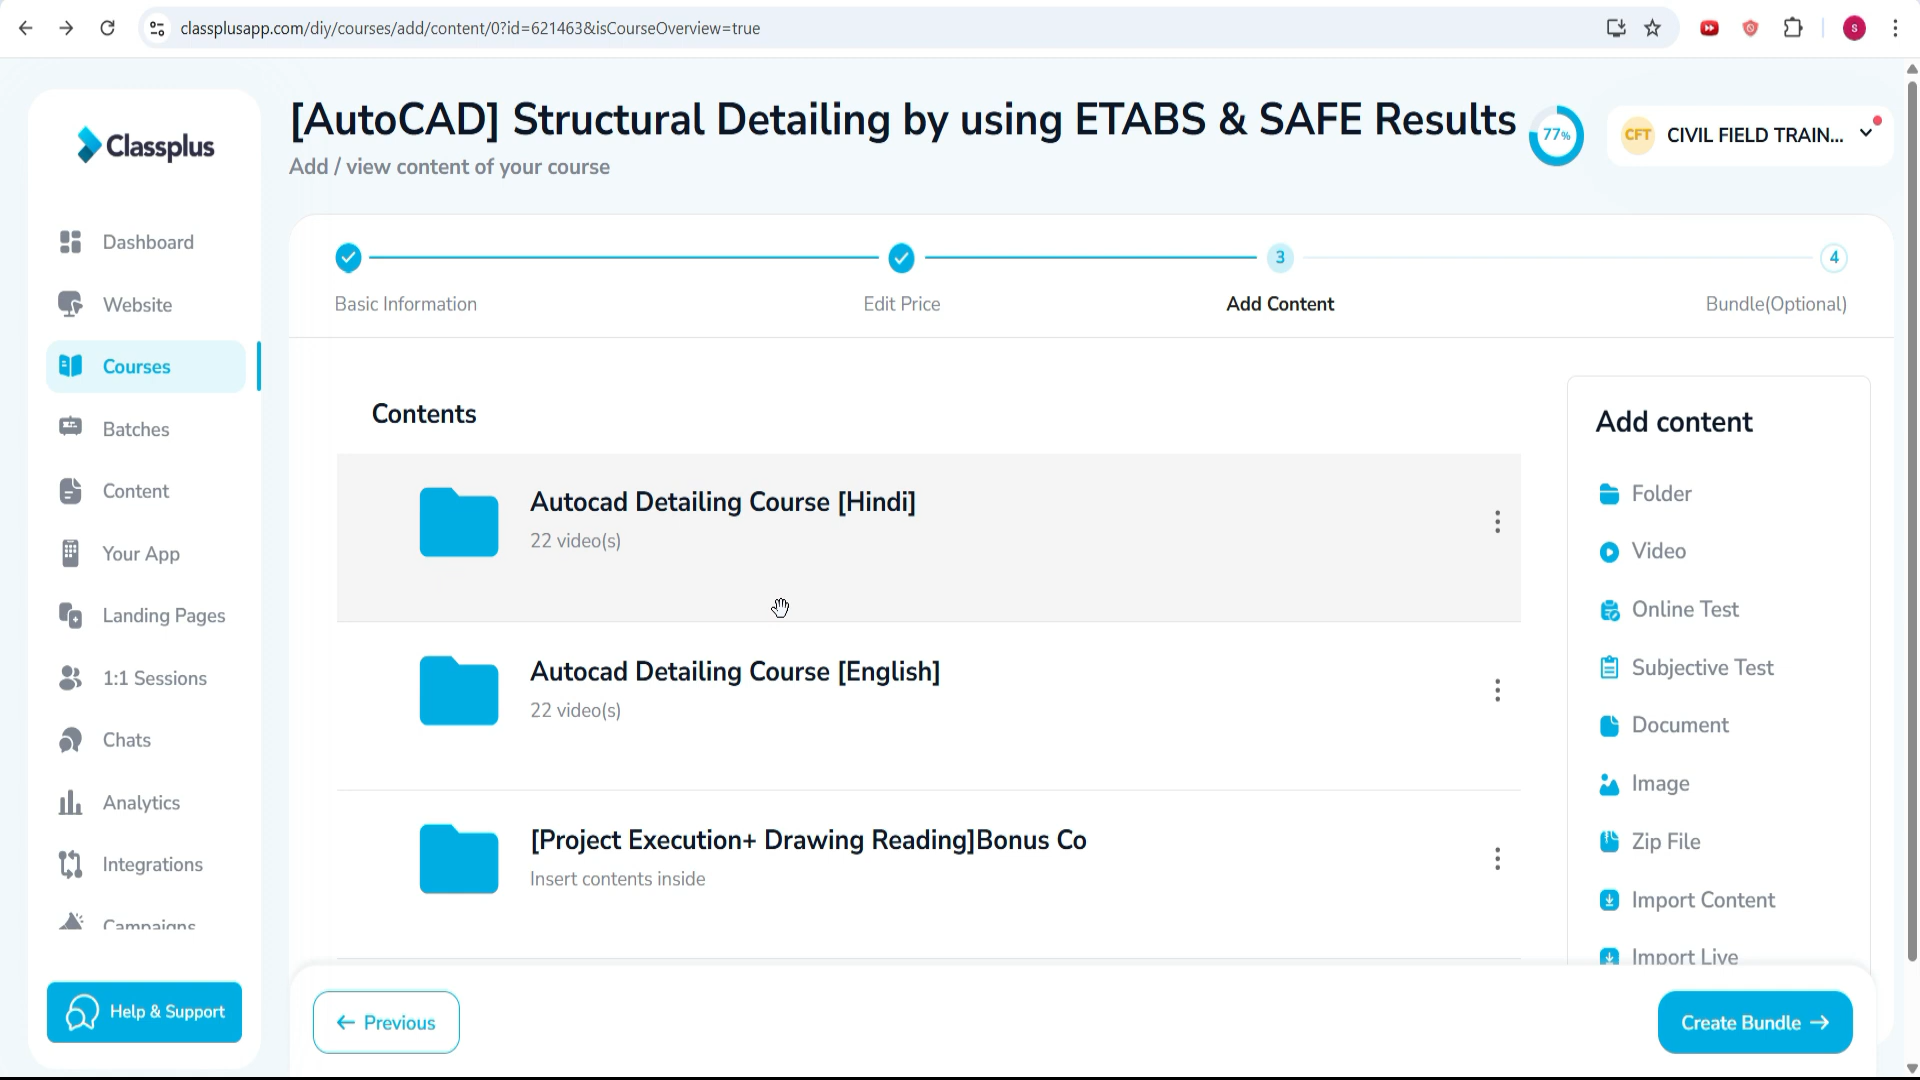 classplusapp.com/diy/courses/add/content/0?id=621463&isCourseOverview=true
S
Classplus
[AutoCAD] Structural Detailing by using ETABS & SAFE Results
Add / view content of your course
77%
CFT
CIVIL FIELD TRAIN...
Dashboard
Website
Courses
Batches
Content
Your App
Landing Pages
1:1 Sessions
Chats
Analytics
Integrations
Campaigns
Help & Support
3
4
Basic Information
Edit Price
Add Content
Bundle(Optional)
Contents
Autocad Detailing Course [Hindi]
22 video(s)
Autocad Detailing Course [English]
22 video(s)
[Project Execution+ Drawing Reading]Bonus Co
Insert contents inside
Add content
Folder
Video
Online Test
Subjective Test
Document
Image
Zip File
Import Content
Import Live
← Previous
Create Bundle →